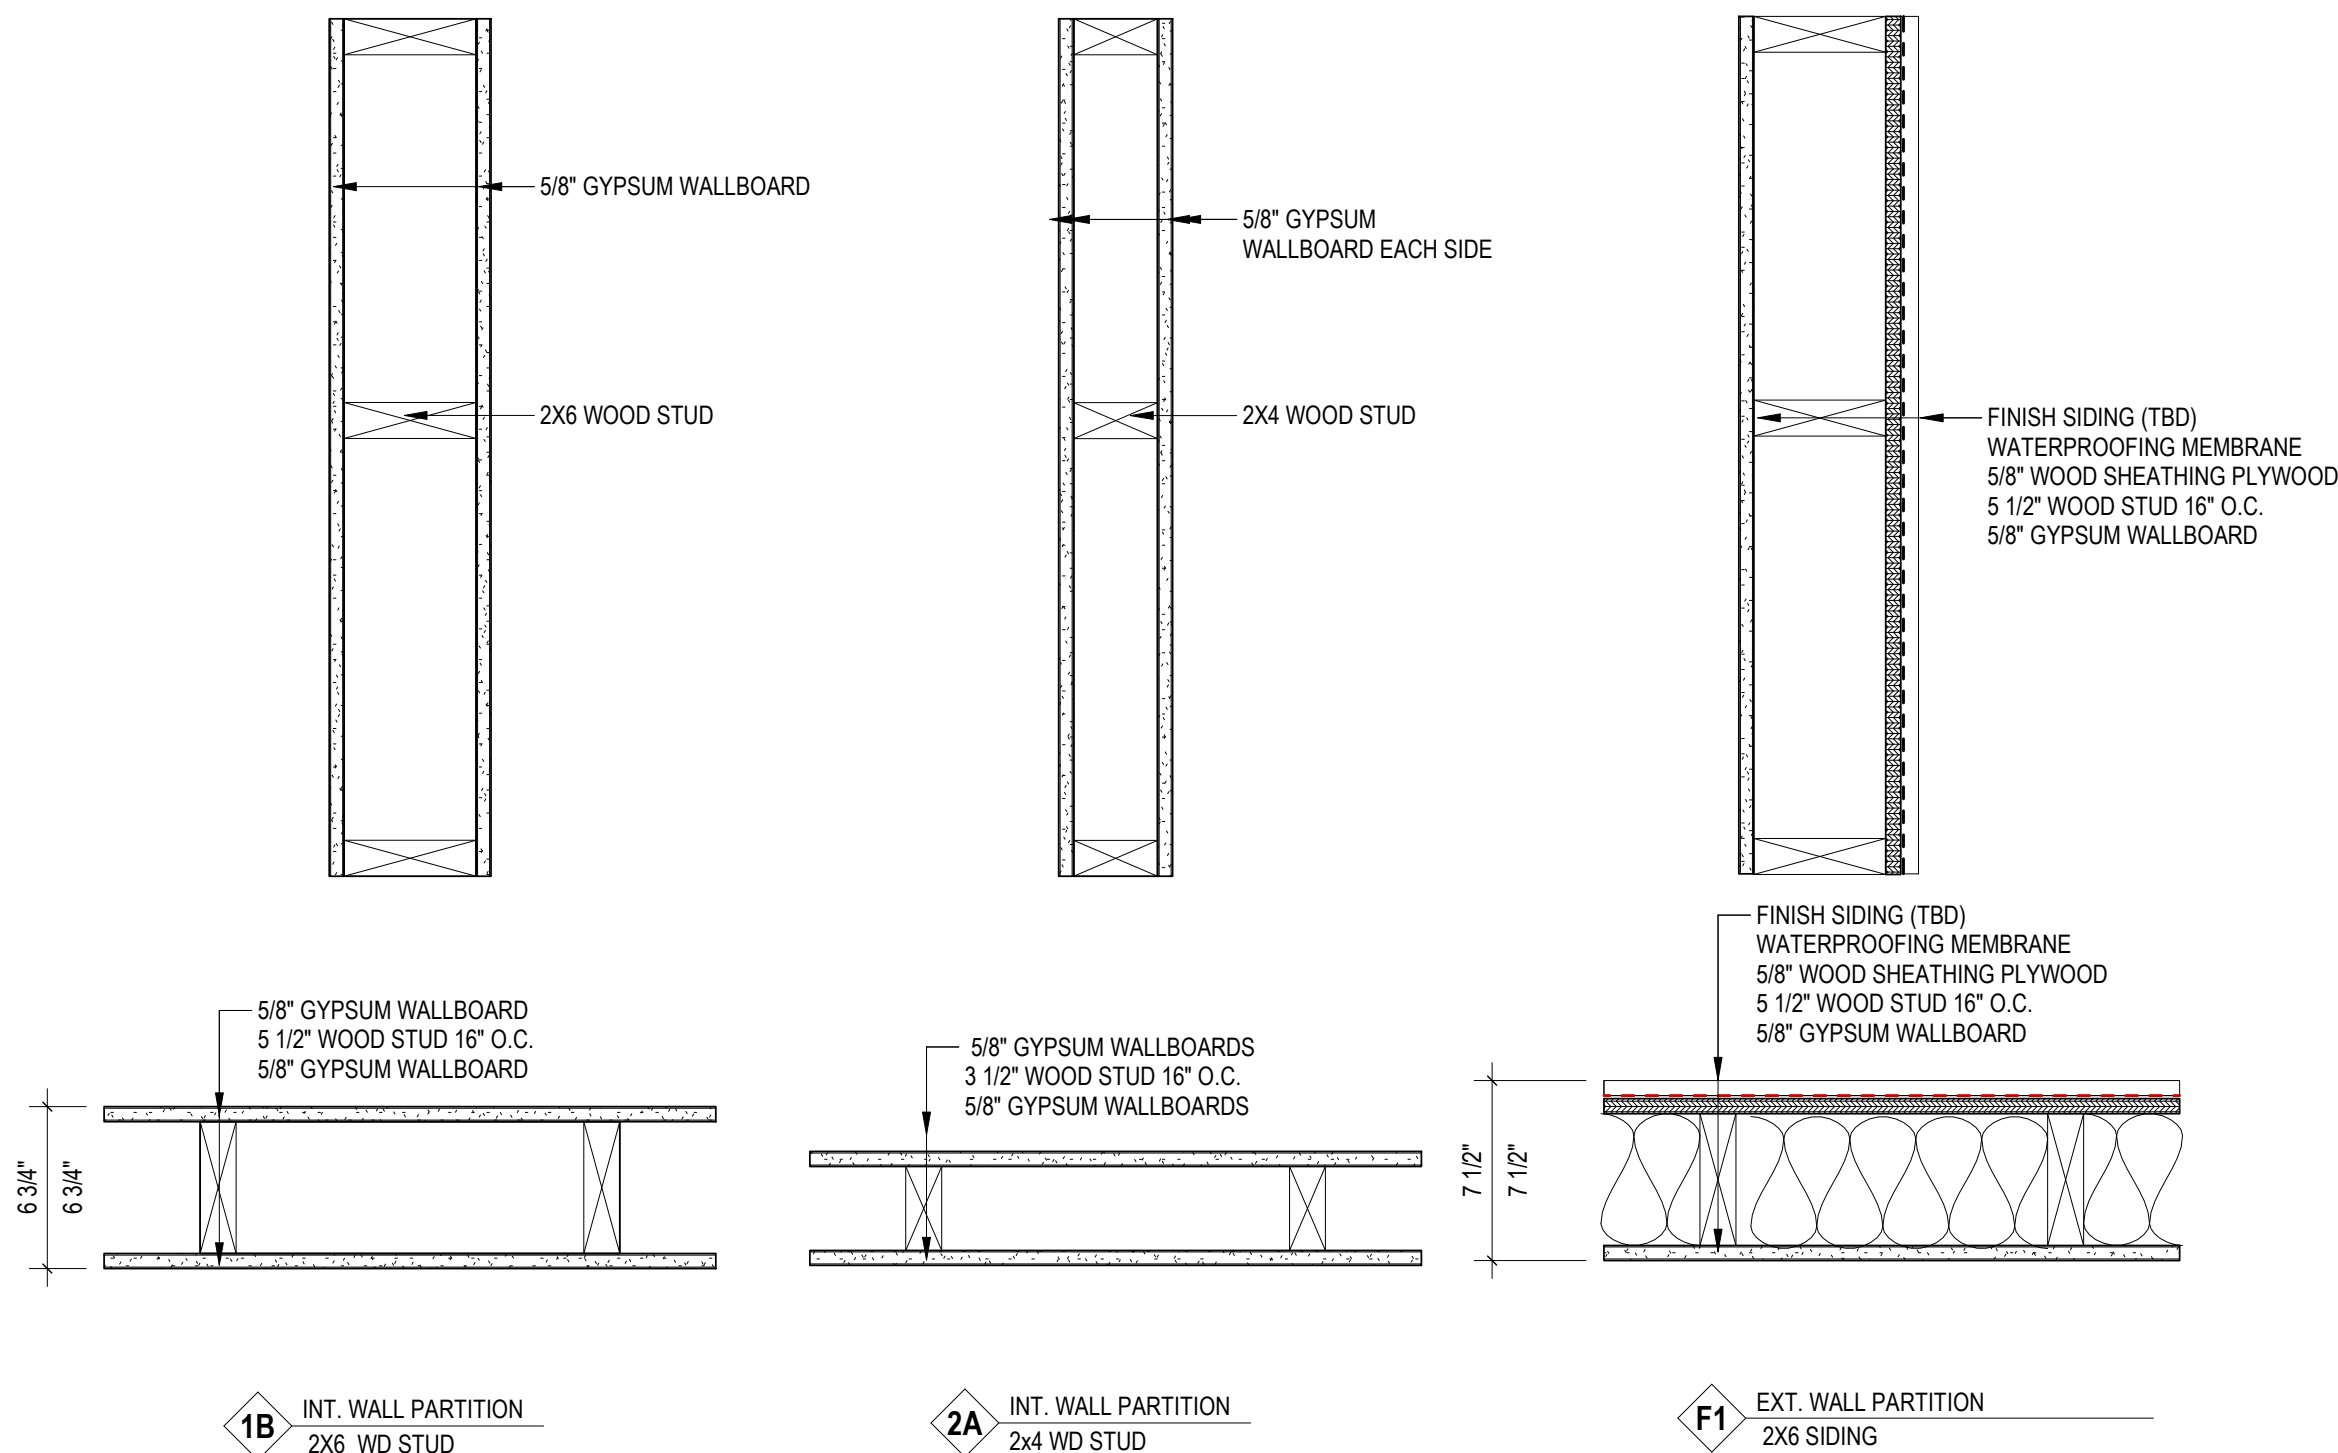 5/8" GYPSUM WALLBOARD
2X6 WOOD STUD
5/8" GYPSUM
WALLBOARD EACH SIDE
2X4 WOOD STUD
FINISH SIDING (TBD)
WATERPROOFING MEMBRANE
5/8" WOOD SHEATHING PLYWOOD
5 1/2" WOOD STUD 16" O.C.
5/8" GYPSUM WALLBOARD
5/8" GYPSUM WALLBOARD
5 1/2" WOOD STUD 16" O.C.
5/8" GYPSUM WALLBOARD
6 3/4"
6 3/4"
5/8" GYPSUM WALLBOARDS
3 1/2" WOOD STUD 16" O.C.
5/8" GYPSUM WALLBOARDS
FINISH SIDING (TBD)
WATERPROOFING MEMBRANE
5/8" WOOD SHEATHING PLYWOOD
5 1/2" WOOD STUD 16" O.C.
5/8" GYPSUM WALLBOARD
7 1/2"
7 1/2"
1B
INT. WALL PARTITION
2X6 WD STUD
2A
INT. WALL PARTITION
2x4 WD STUD
F1
EXT. WALL PARTITION
2X6 SIDING